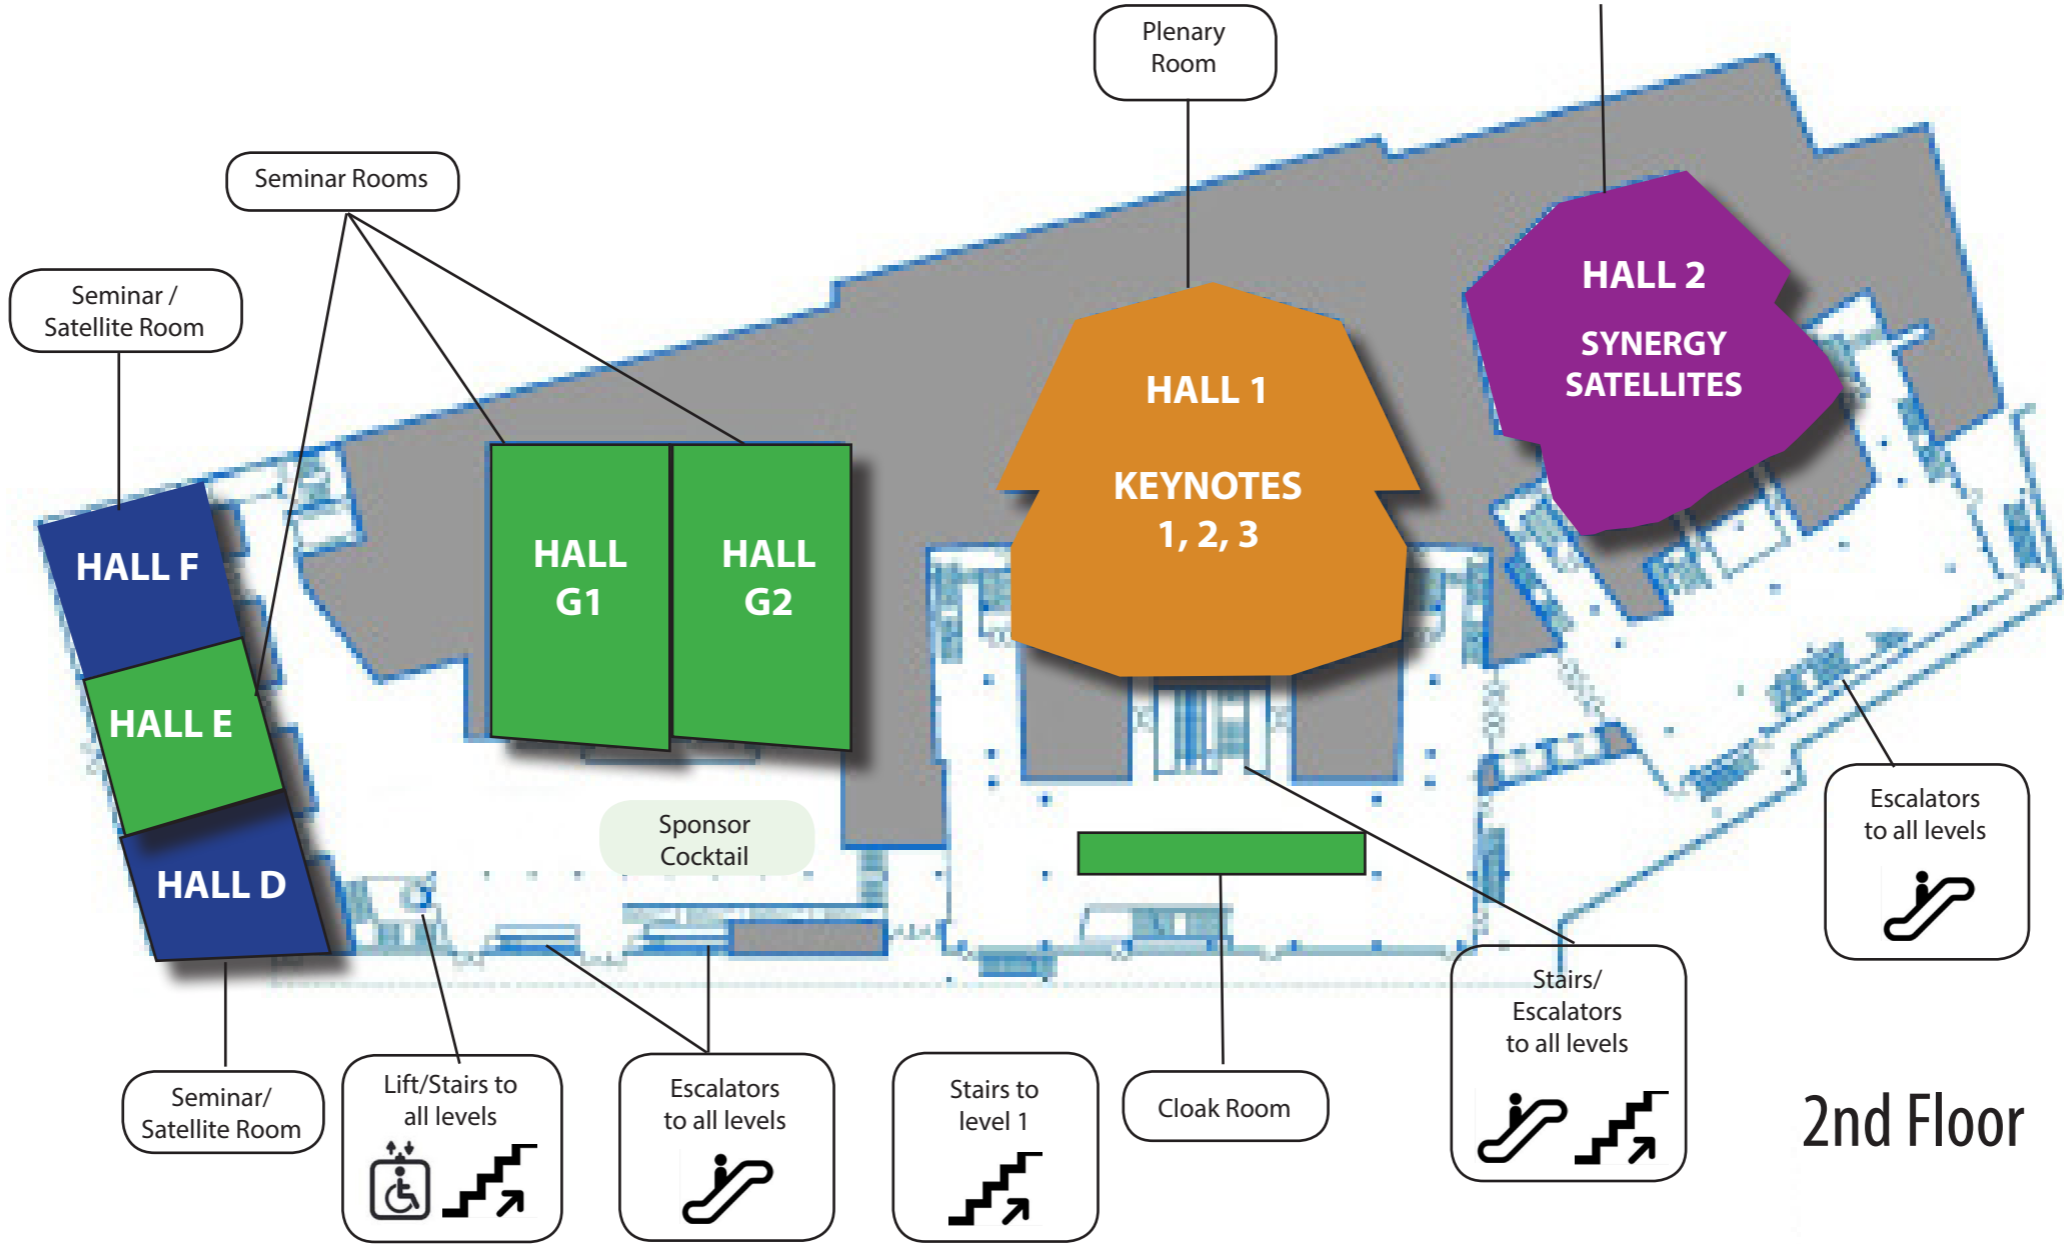 Plenary
Room
Seminar Rooms
Seminar /
Satellite Room
HALL 2
SYNERGY
SATELLITES
HALL 1
KEYNOTES
1, 2, 3
HALL F
HALL
G1
HALL
G2
HALL E
HALL D
Sponsor
Cocktail
Escalators
to all levels
Stairs/
Escalators
to all levels
Seminar/
Satellite Room
Lift/Stairs to
all levels
Escalators
to all levels
Stairs to
level 1
Cloak Room
2nd Floor